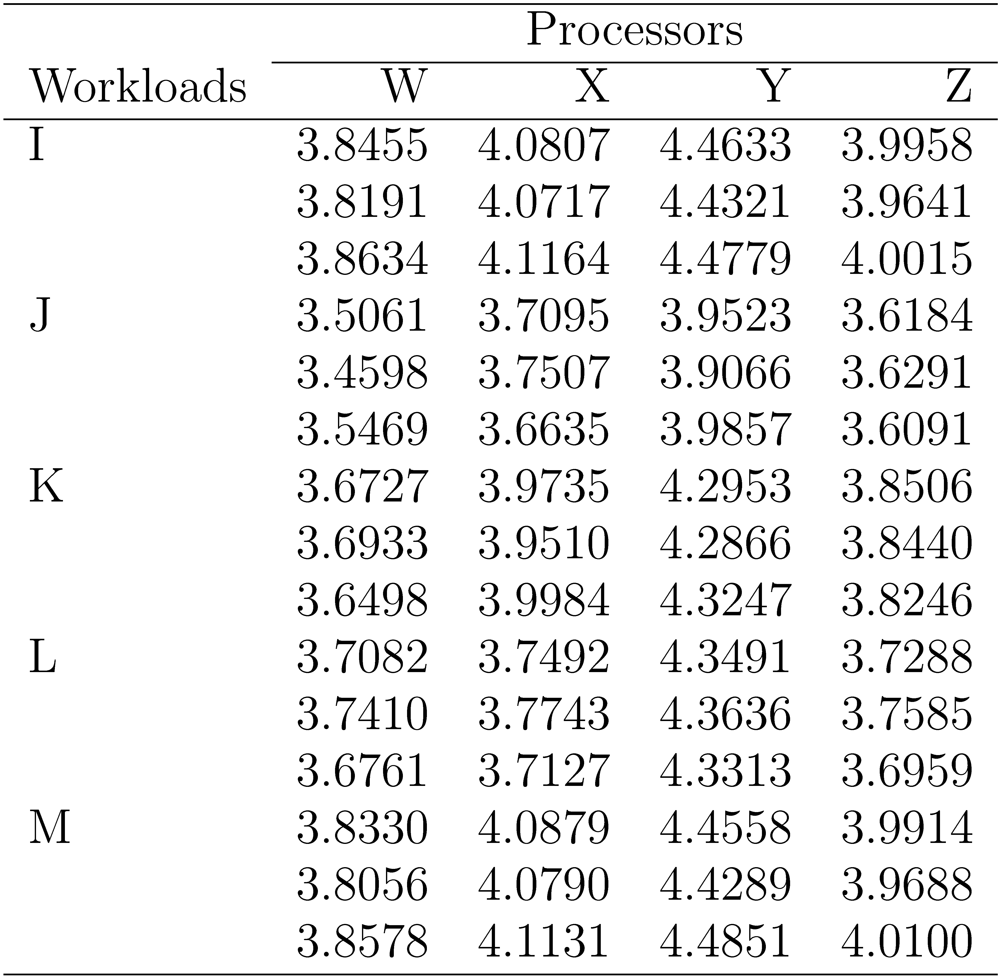 Processors
Workloads W X Y Z
I 3.8455 4.0807 4.4633 3.9958
3.8191 4.0717 4.4321 3.9641
3.8634 4.1164 4.4779 4.0015
J 3.5061 3.7095 3.9523 3.6184
3.4598 3.7507 3.9066 3.6291
3.5469 3.6635 3.9857 3.6091
K 3.6727 3.9735 4.2953 3.8506
3.6933 3.9510 4.2866 3.8440
3.6498 3.9984 4.3247 3.8246
L 3.7082 3.7492 4.3491 3.7288
3.7410 3.7743 4.3636 3.7585
3.6761 3.7127 4.3313 3.6959
M 3.8330 4.0879 4.4558 3.9914
3.8056 4.0790 4.4289 3.9688
3.8578 4.1131 4.4851 4.0100